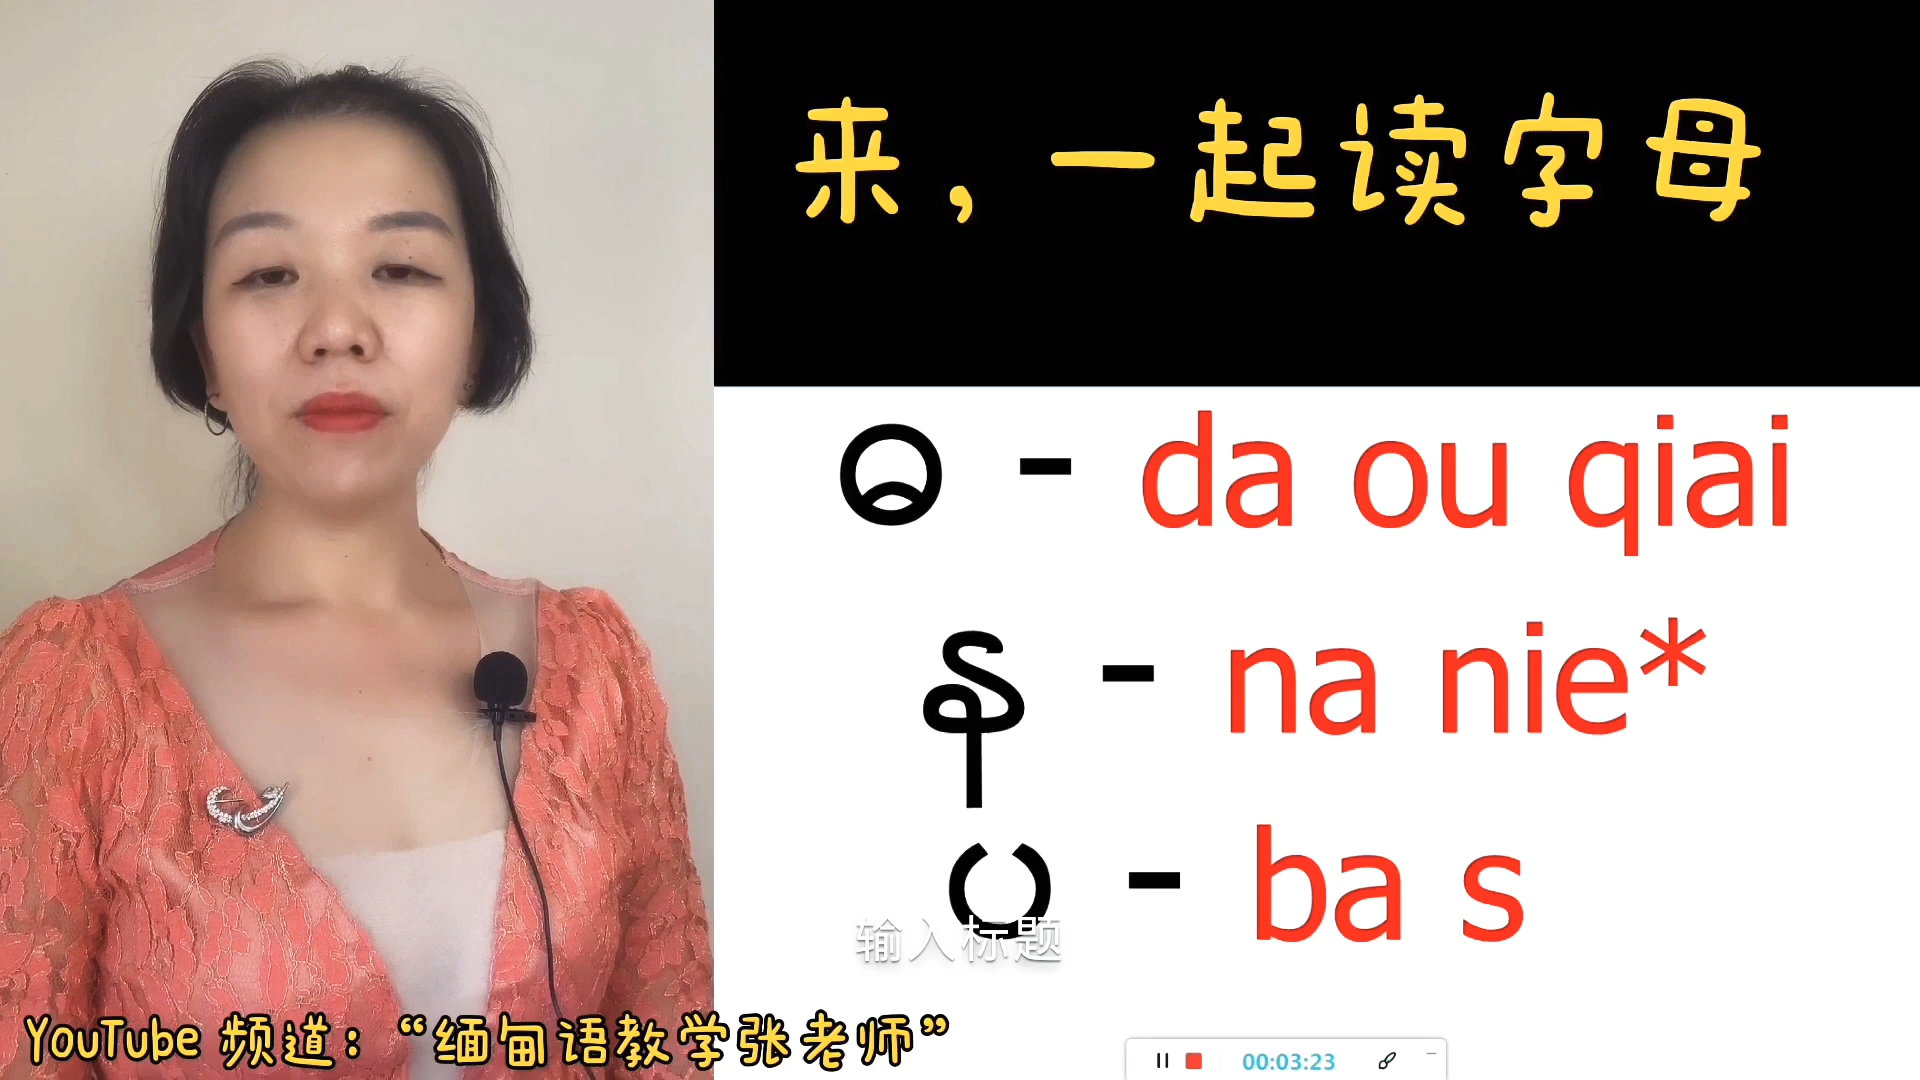 来，一起读字母
ဓ - da ou qiai
န - na nie*
ပ - ba s
输入标题
YouTube 频道：“缅甸语教学张老师”
00:03:23